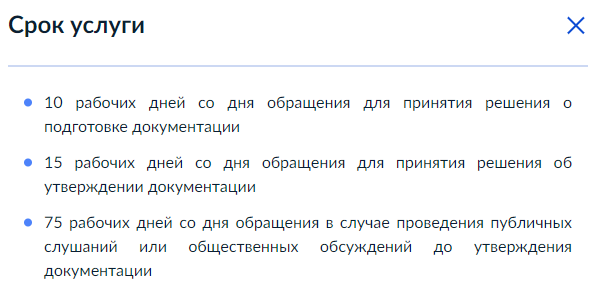 Срок услуги
10 рабочих дней со дня обращения для принятия решения о
подготовке документации
15 рабочих дней со дня обращения для принятия решения об
утверждении документации
75 рабочих дней со дня обращения в случае проведения публичных
слушаний или общественных обсуждений до утверждения
документации